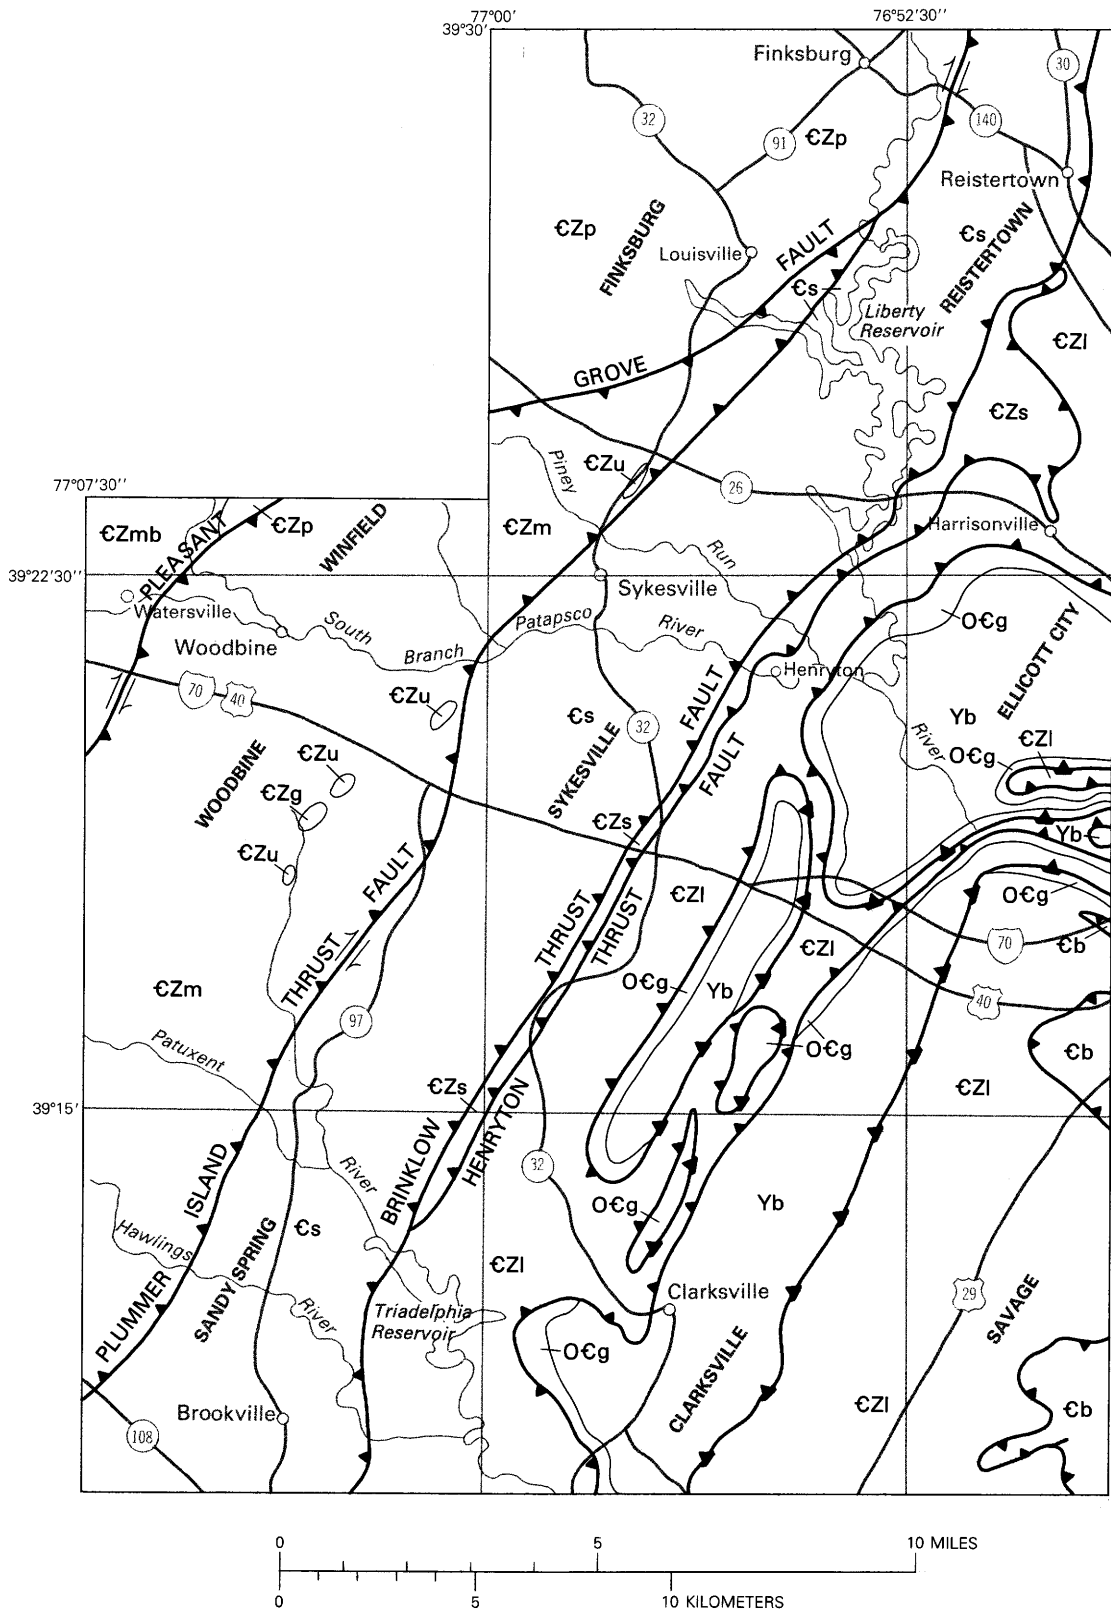 77°00'
76°52'30"
39°30'
Finksburg
30
32
140
91
ЄZp
Reistertown
ЄZp
FINKSBURG
Єs
REISTERTOWN
Louisville
FAULT
Єs
Liberty
Reservoir
ЄZl
GROVE
ЄZs
ЄZu
Piney
26
77°07'30"
ЄZmb
PLEASANT
ЄZp
WINFIELD
ЄZm
Harrisonville
Run
39°22'30"
Sykesville
Watersville
South
Patapsco
River
OЄg
ELLICOTT CITY
Woodbine
Branch
Henryton
70
40
ЄZu
Єs
32
FAULT
Yb
River
OЄg
ЄZl
ЄZu
WOODBINE
SYKESVILLE
FAULT
ЄZg
ЄZs
Yb
ЄZu
FAULT
ЄZl
OЄg
THRUST
THRUST
THRUST
ЄZl
70
Єb
ЄZm
OЄg
Yb
40
97
Patuxent
OЄg
Єb
ЄZs
ЄZl
39°15'
HENRYTON
BRINKLOW
ISLAND
River
32
OЄg
Yb
Hawlings
SANDY SPRING
Єs
ЄZl
PLUMMER
River
Triadelphia
Reservoir
Clarksville
29
SAVAGE
OЄg
CLARKSVILLE
Brookville
ЄZl
Єb
108
0 5 10 MILES
0 5 10 KILOMETERS